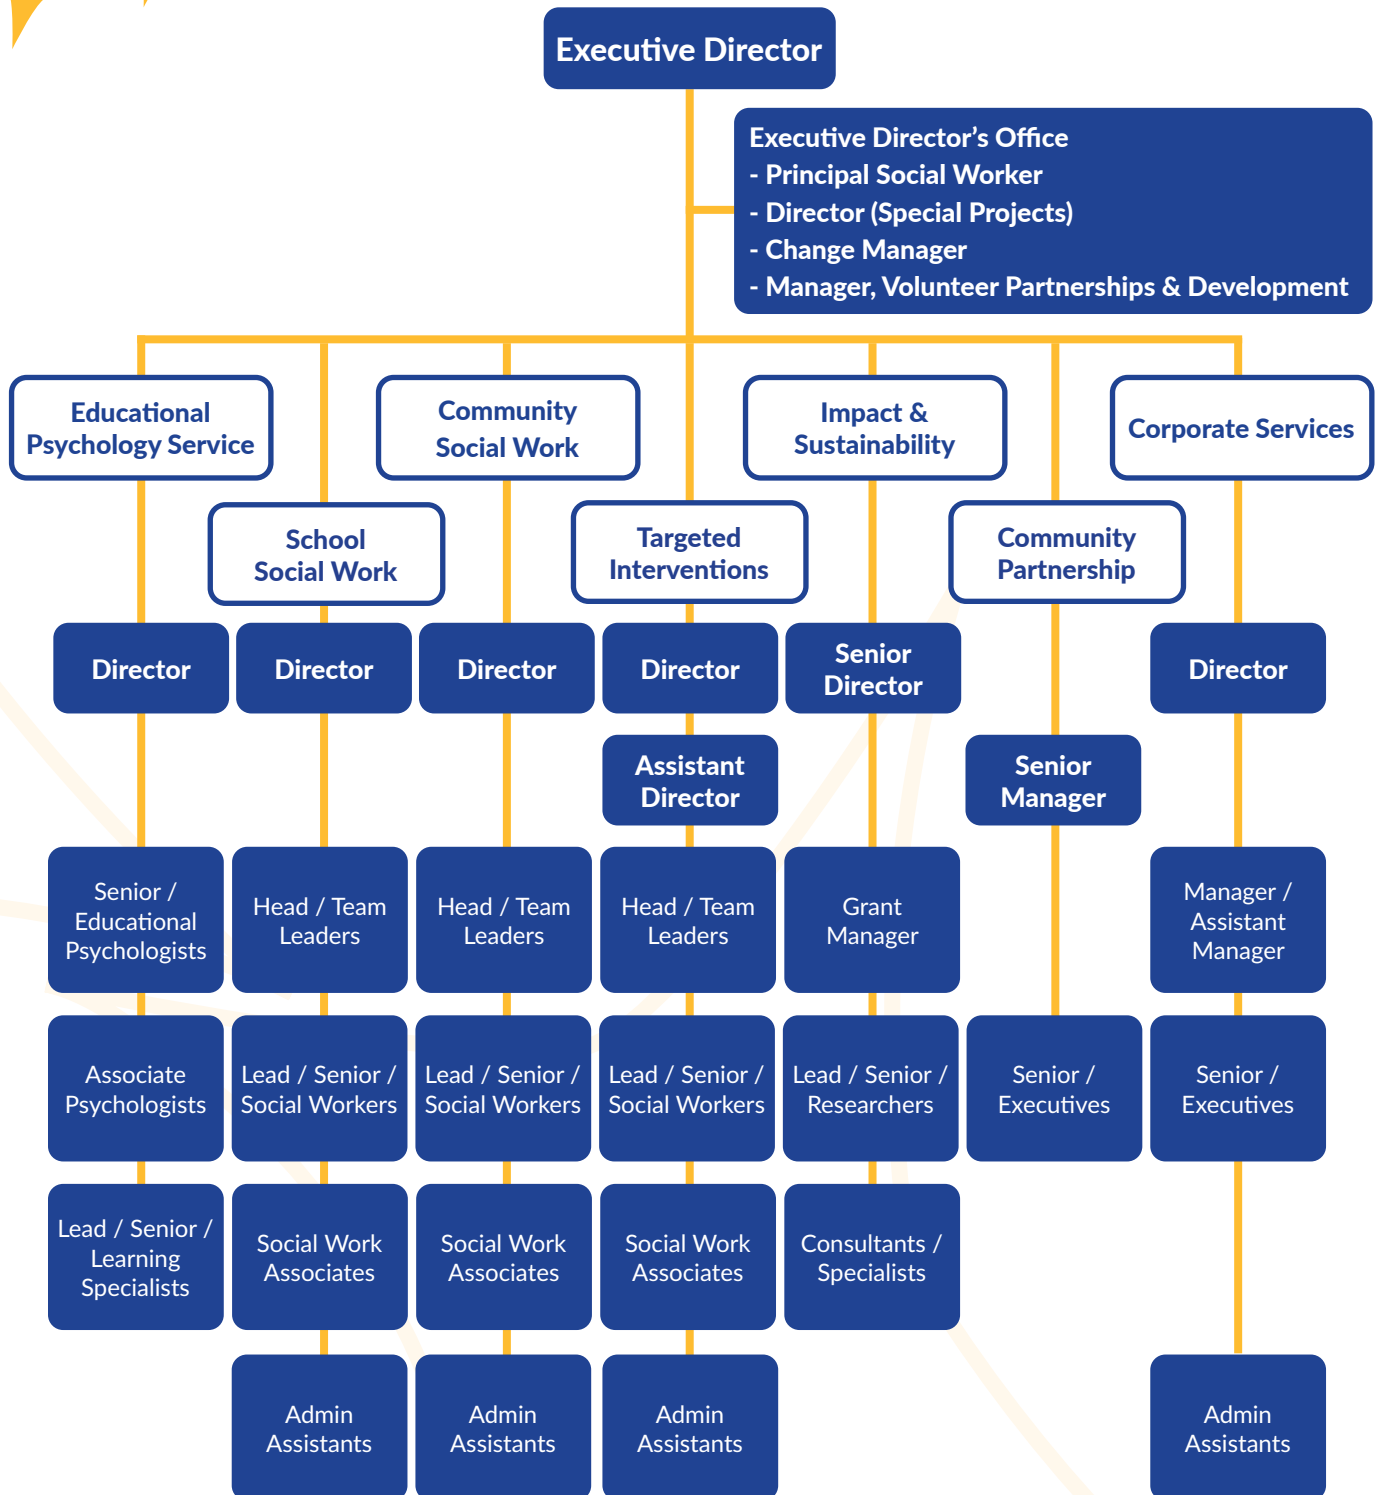 Executive Director
Executive Director’s Office
- Principal Social Worker
- Director (Special Projects)
- Change Manager
- Manager, Volunteer Partnerships & Development
Educational
Psychology Service
Community
Social Work
Impact &
Sustainability
Corporate Services
School
Social Work
Targeted
Interventions
Community
Partnership
Director
Director
Director
Director
Senior
Director
Director
Assistant
Director
Senior
Manager
Senior /
Educational
Psychologists
Head / Team
Leaders
Head / Team
Leaders
Head / Team
Leaders
Grant
Manager
Manager /
Assistant
Manager
Associate
Psychologists
Lead / Senior /
Social Workers
Lead / Senior /
Social Workers
Lead / Senior /
Social Workers
Lead / Senior /
Researchers
Senior /
Executives
Senior /
Executives
Lead / Senior /
Learning
Specialists
Social Work
Associates
Social Work
Associates
Social Work
Associates
Consultants /
Specialists
Admin
Assistants
Admin
Assistants
Admin
Assistants
Admin
Assistants